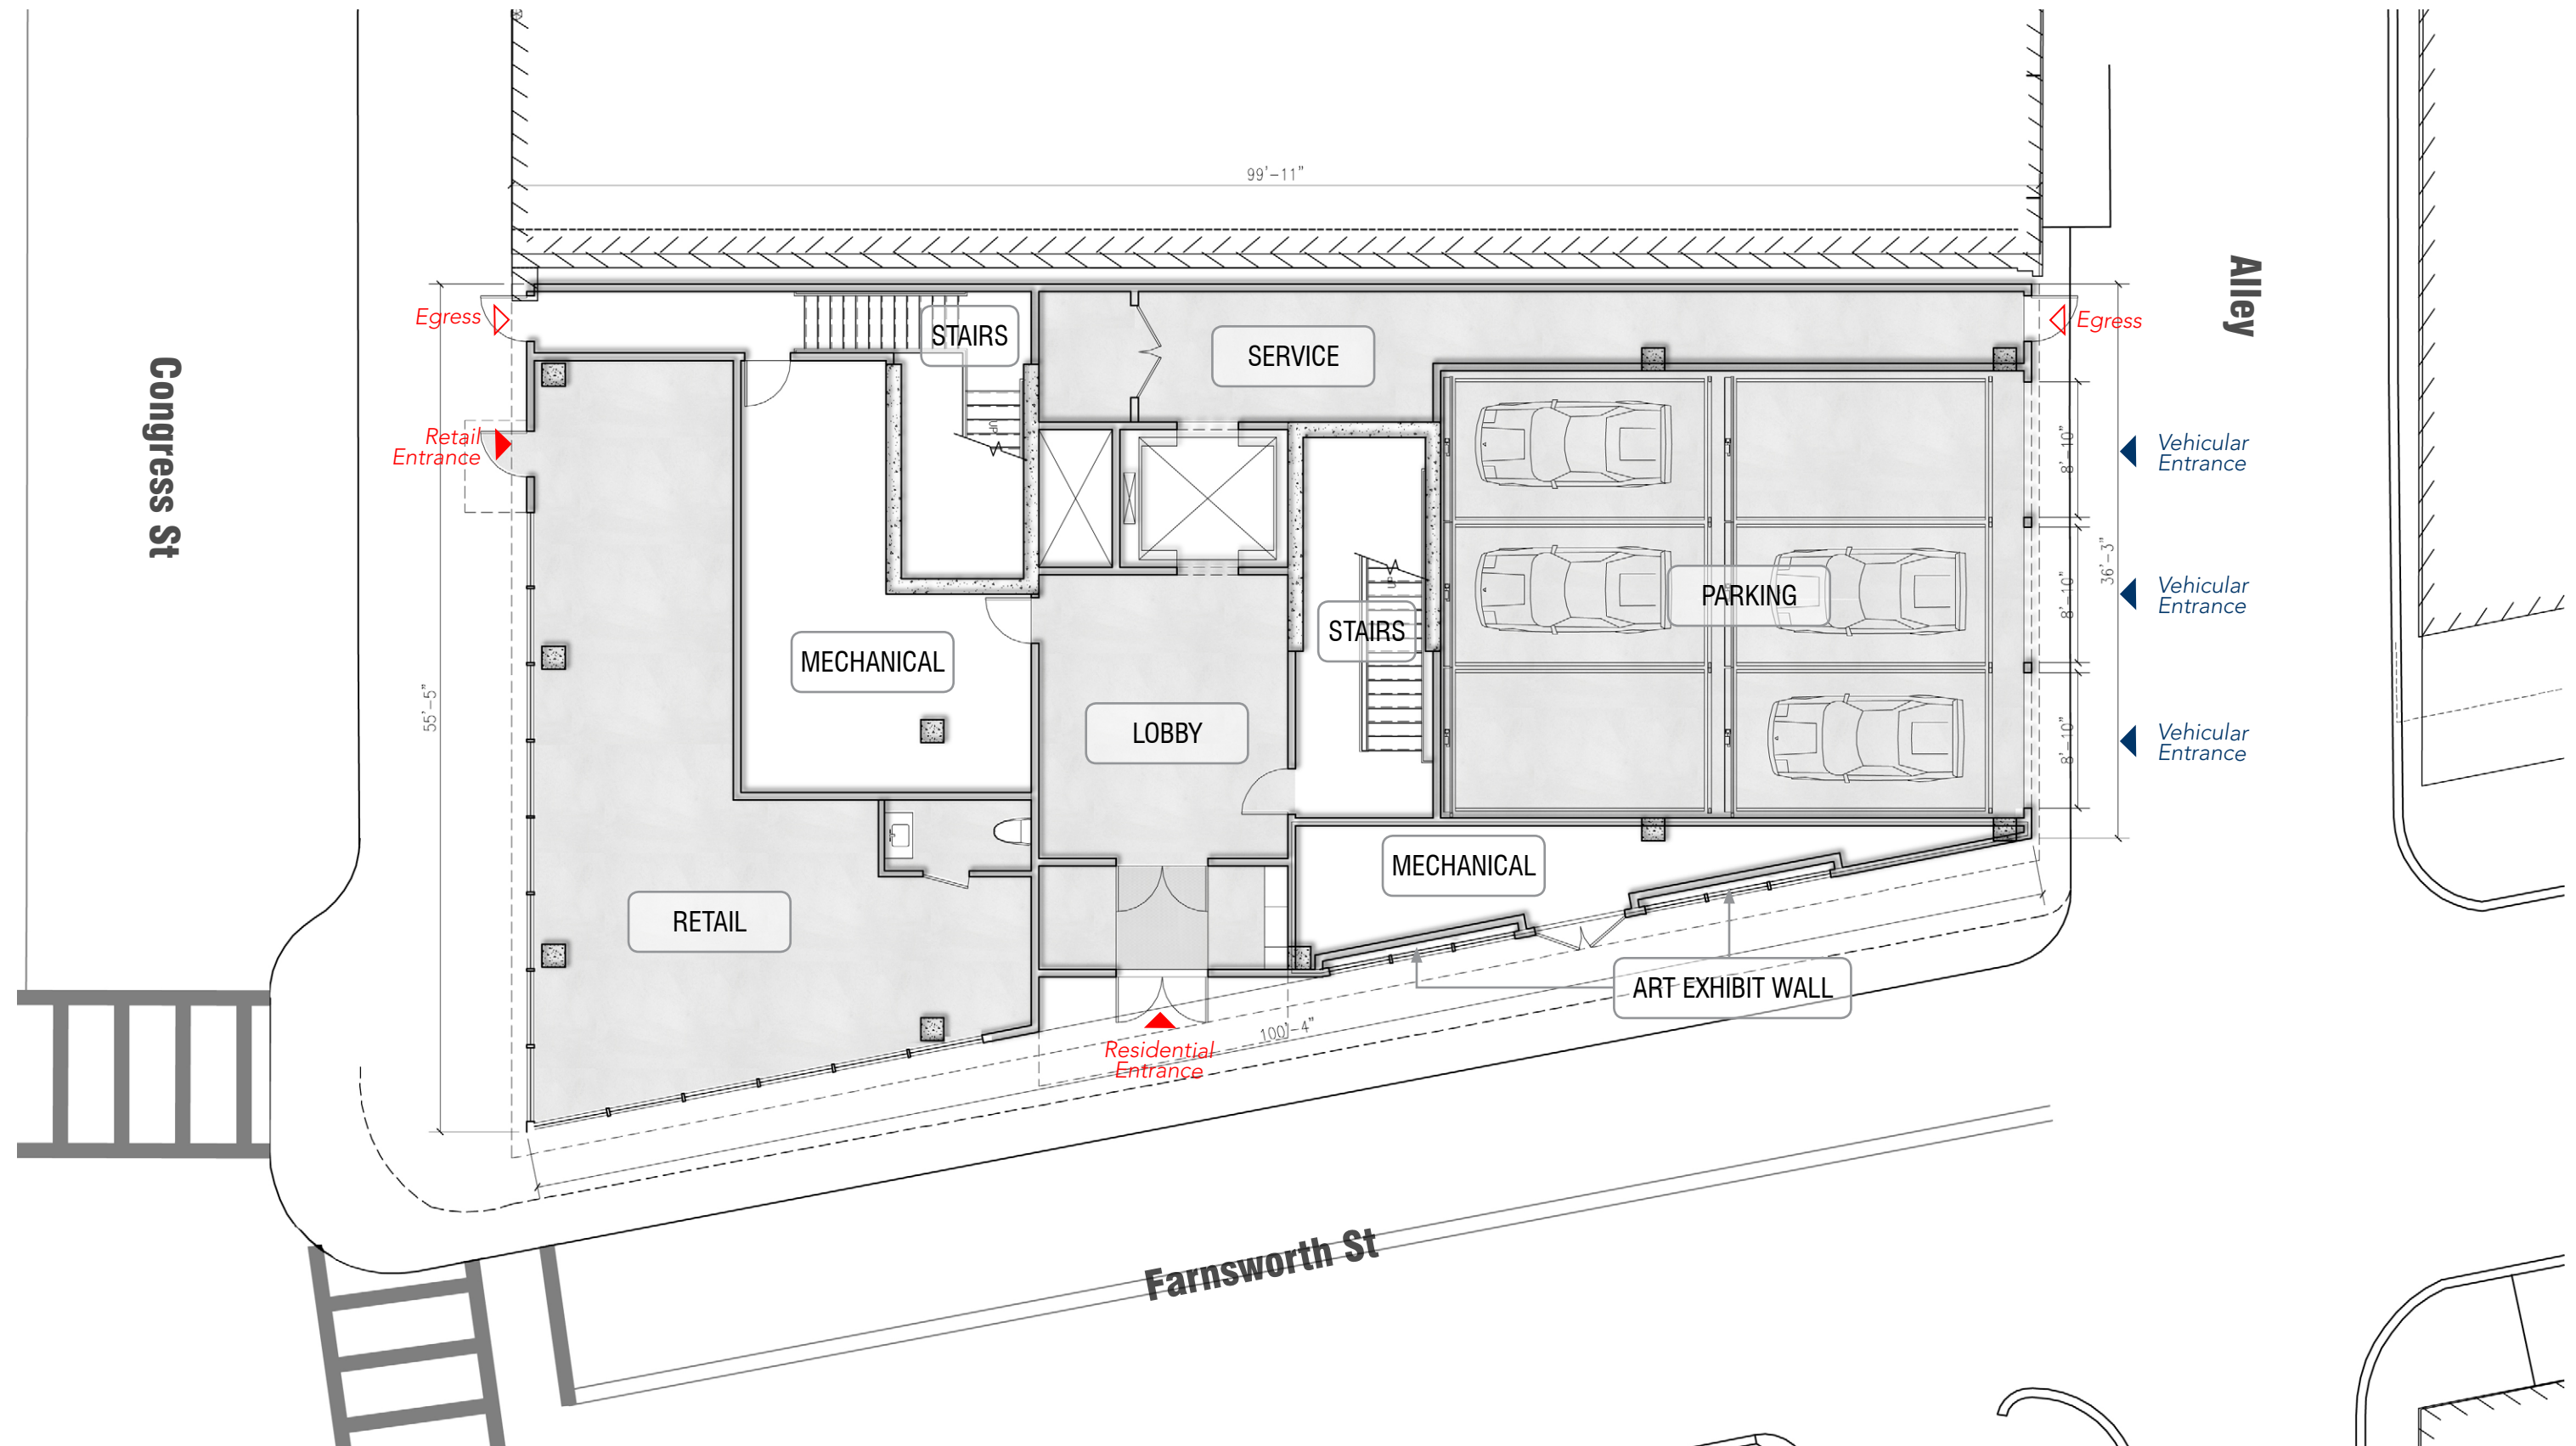 99'-11"
Alley
Egress
STAIRS
SERVICE
Egress
Congress St
Retail
Entrance
UP
8'-10"
Vehicular
Entrance
36'-3"
UP
8'-10"
PARKING
Vehicular
Entrance
STAIRS
MECHANICAL
55'-5"
LOBBY
8'-10"
Vehicular
Entrance
MECHANICAL
RETAIL
ART EXHIBIT WALL
100'-4"
Residential
Entrance
Farnsworth St